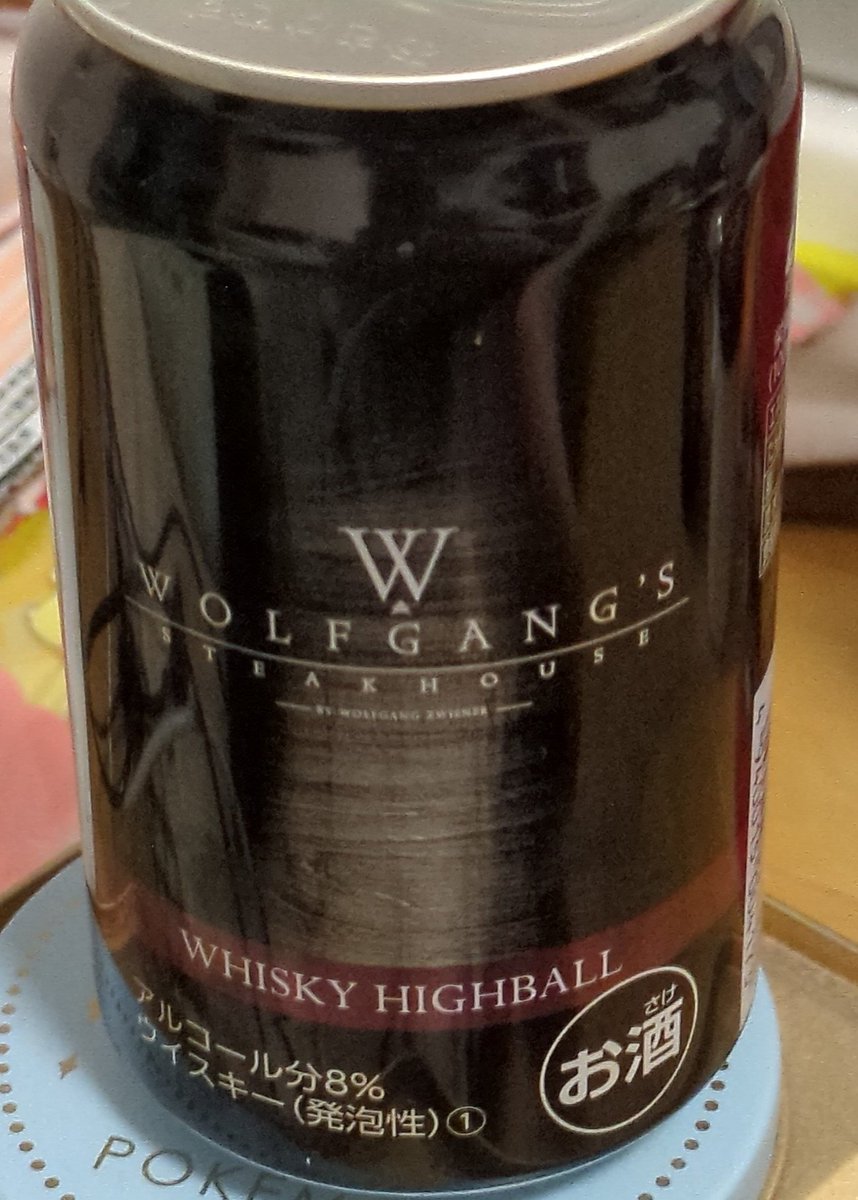 W
WOLFGANG'S
STEAKHOUSE
BY WOLFGANG ZWIENER
WHISKY HIGHBALL
アルコール分8%
ウイスキー(発泡性)①
さけ
お酒